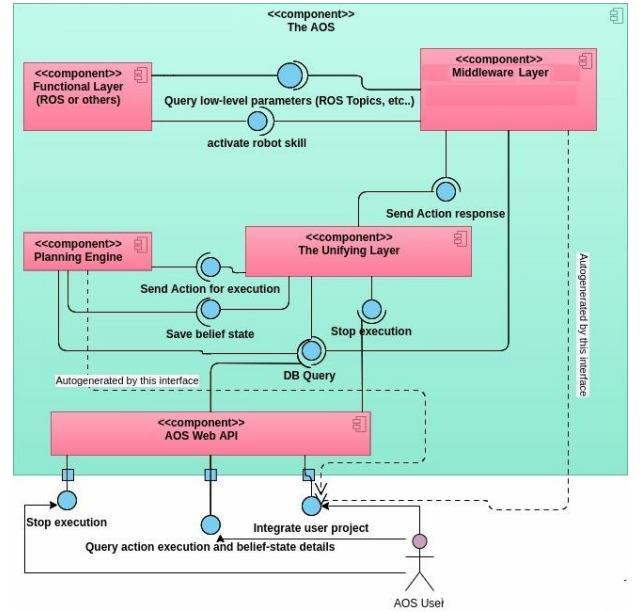 <<component>>
The AOS
<<component>>
Functional Layer
(ROS or others)
<<component>>
Middleware Layer
Query low-level parameters (ROS Topics, etc..)
activate robot skill
Send Action response
<<component>>
Planning Engine
<<component>>
The Unifying Layer
Send Action for execution
Save belief state
Stop execution
Autogenerated by this interface
DB Query
Autogenerated by this interface
<<component>>
AOS Web API
Stop execution
Integrate user project
Query action execution and belief-state details
AOS User